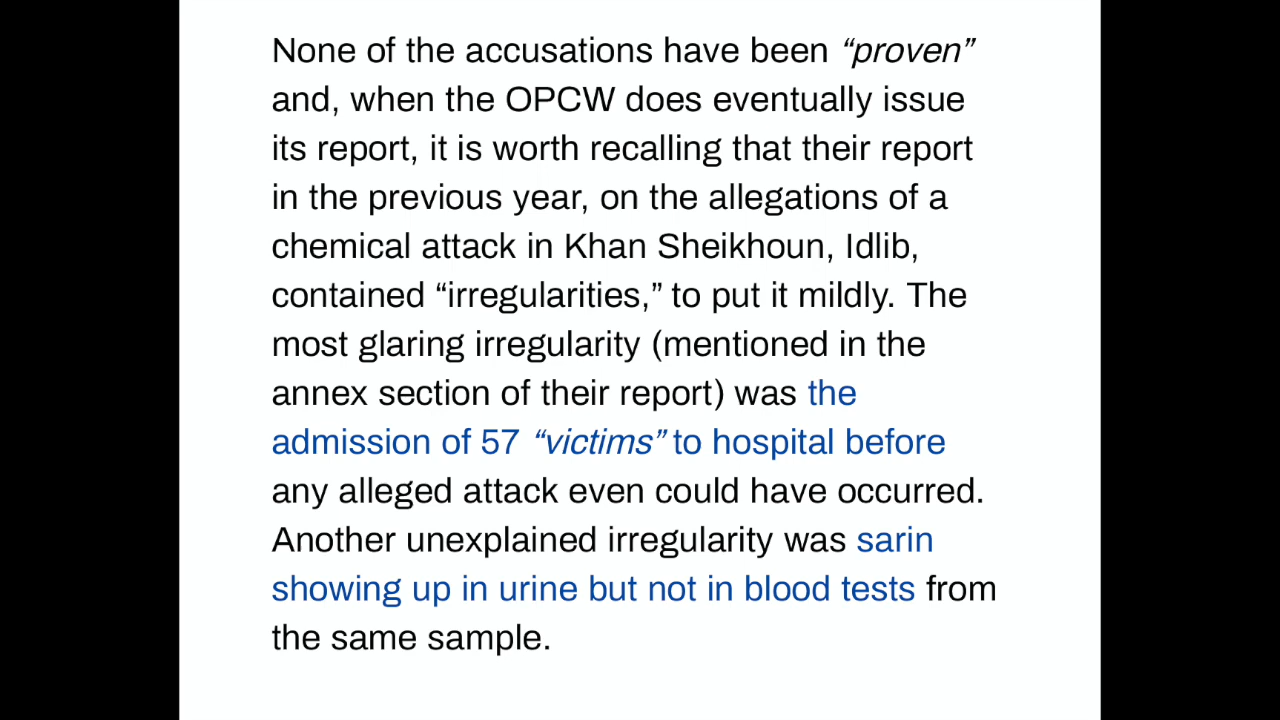 None of the accusations have been “proven”
and, when the OPCW does eventually issue
its report, it is worth recalling that their report
in the previous year, on the allegations of a
chemical attack in Khan Sheikhoun, Idlib,
contained “irregularities,” to put it mildly. The
most glaring irregularity (mentioned in the
annex section of their report) was the
admission of 57 “victims” to hospital before
any alleged attack even could have occurred.
Another unexplained irregularity was sarin
showing up in urine but not in blood tests from
the same sample.